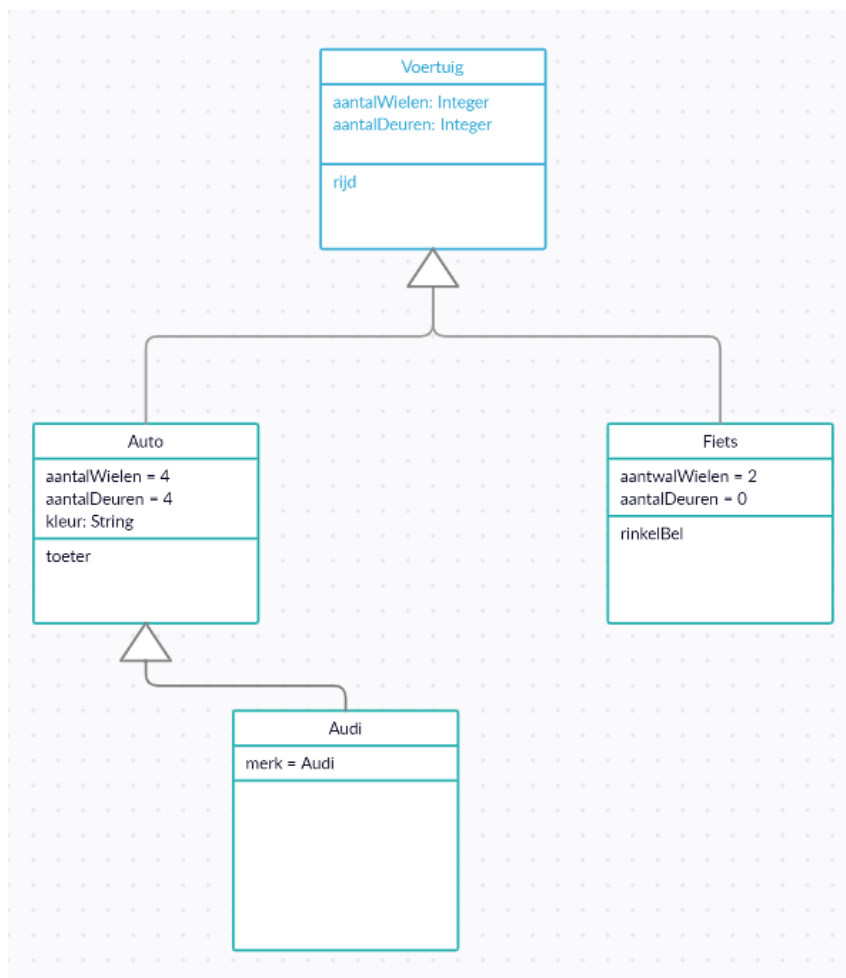 Voertuig
aantalWielen: Integer
aantalDeuren: Integer
rijd
Auto
aantalWielen = 4
aantalDeuren = 4
kleur: String
toeter
Fiets
aantwalWielen = 2
aantalDeuren = 0
rinkelBel
Audi
merk = Audi